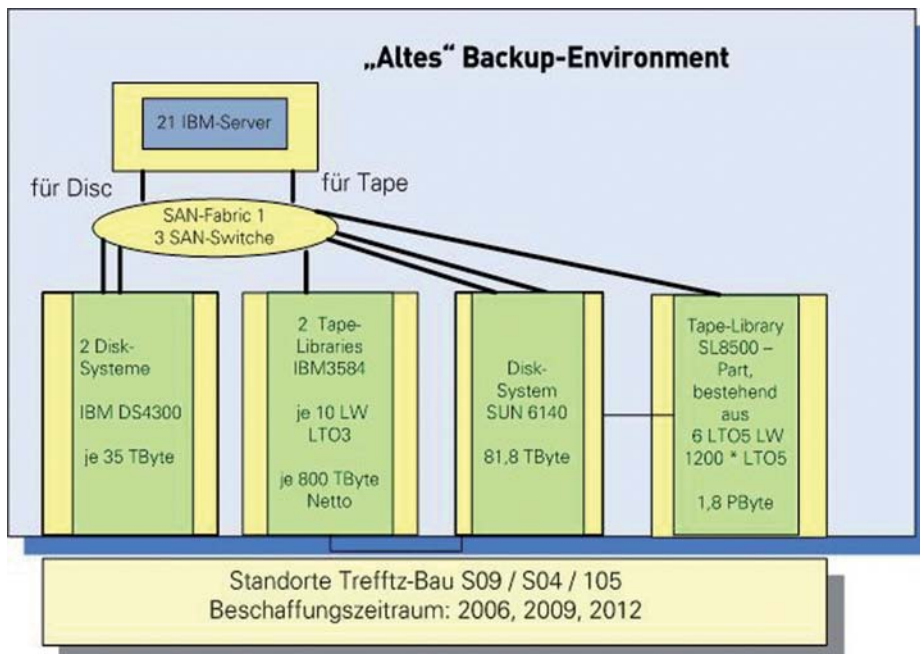 „Altes“ Backup-Environment
21 IBM-Server
für Disc
für Tape
SAN-Fabric 1
3 SAN-Switche
2 Disk-
Systeme
IBM DS4300
je 35 TByte
2 Tape-
Libraries
IBM3584
je 10 LW
LTO3
je 800 TByte
Netto
Disk-
System
SUN 6140
81,8 TByte
Tape-Library
SL8500 –
Part,
bestehend
aus
6 LTO5 LW
1200 * LTO5
1,8 PByte
Standorte Trefftz-Bau S09 / S04 / 105
Beschaffungszeitraum: 2006, 2009, 2012